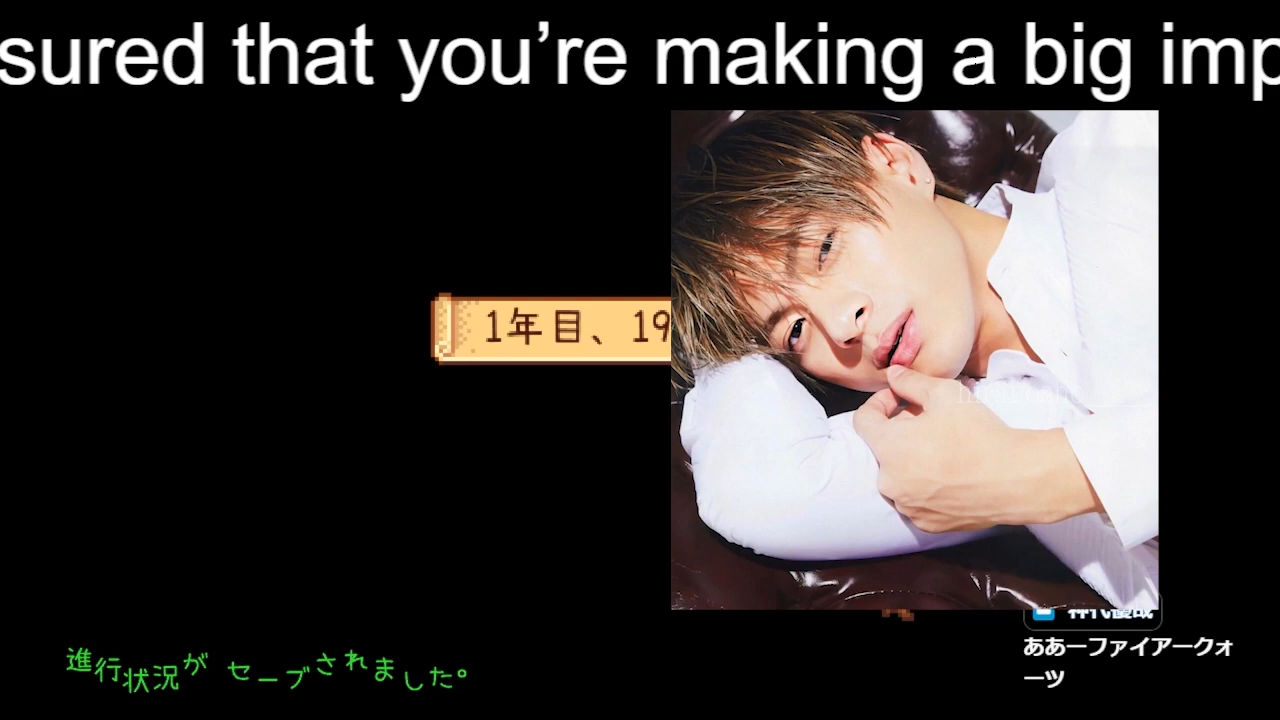 sured that you’re making a big imp
1年目、19
進行状況が セーブされました。
ああーファイアークォ
ーツ